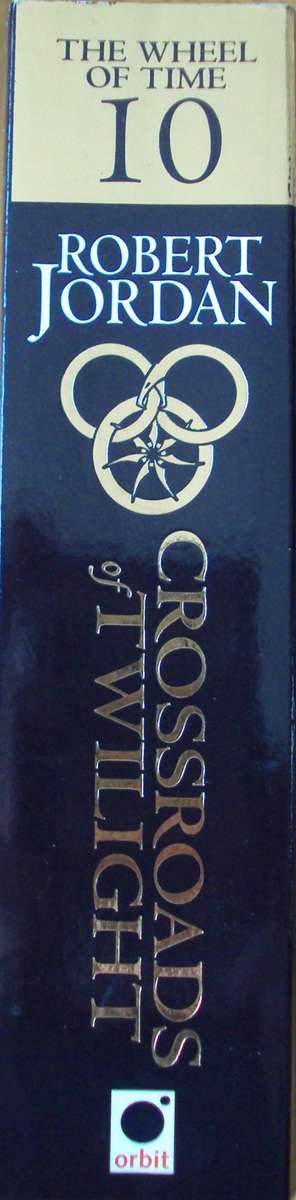 THE WHEEL
OF TIME
10
ROBERT
JORDAN
CROSSROADS
of TWILIGHT
orbit